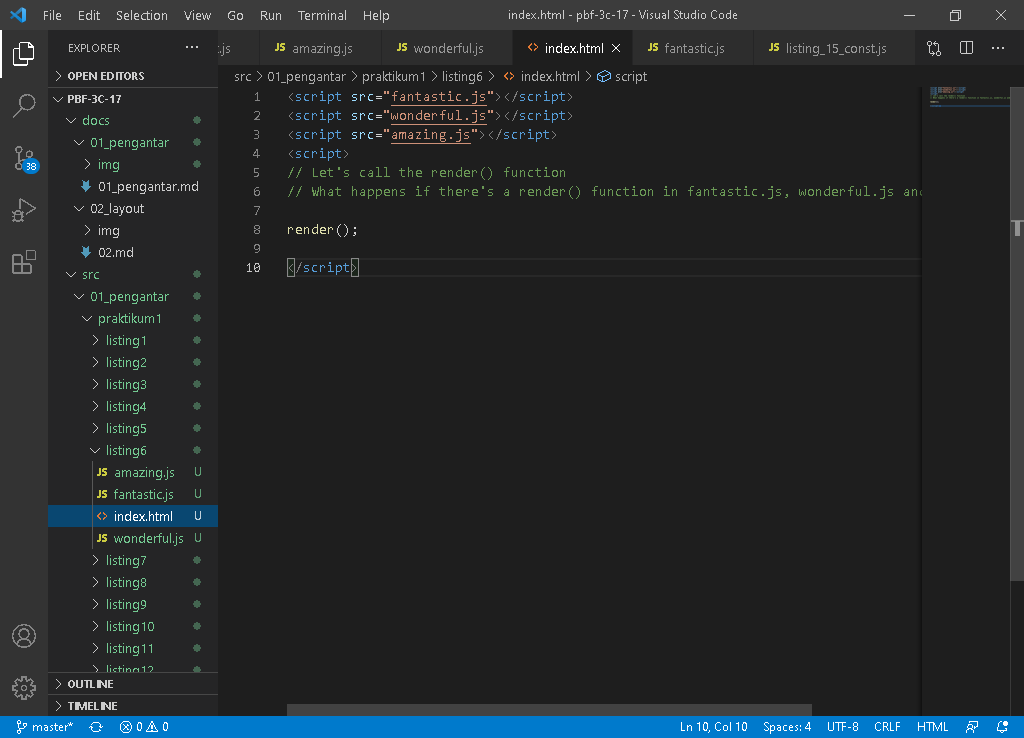 File Edit Selection View Go Run Terminal Help index.html - pbf-3c-17 - Visual Studio Code
EXPLORER ... .js JS amazing.js JS wonderful.js <> index.html JS fantastic.js JS listing_15_const.js ...
src > 01_pengantar > praktikum1 > listing6 > <> index.html > script
OPEN EDITORS
PBF-3C-17
docs
01_pengantar
img
01_pengantar.md
02_layout
img
02.md
src
01_pengantar
praktikum1
listing1
listing2
listing3
listing4
listing5
listing6
JS amazing.js U
JS fantastic.js U
<> index.html U
JS wonderful.js U
listing7
listing8
listing9
listing10
listing11
listing12
OUTLINE
TIMELINE
38
1 <script src="fantastic.js"></script>
2 <script src="wonderful.js"></script>
3 <script src="amazing.js"></script>
4 <script>
5 // Let's call the render() function
6 // What happens if there's a render() function in fantastic.js, wonderful.js and
7
8 render();
9
10 </script>
master* 0 0 Ln 10, Col 10 Spaces: 4 UTF-8 CRLF HTML